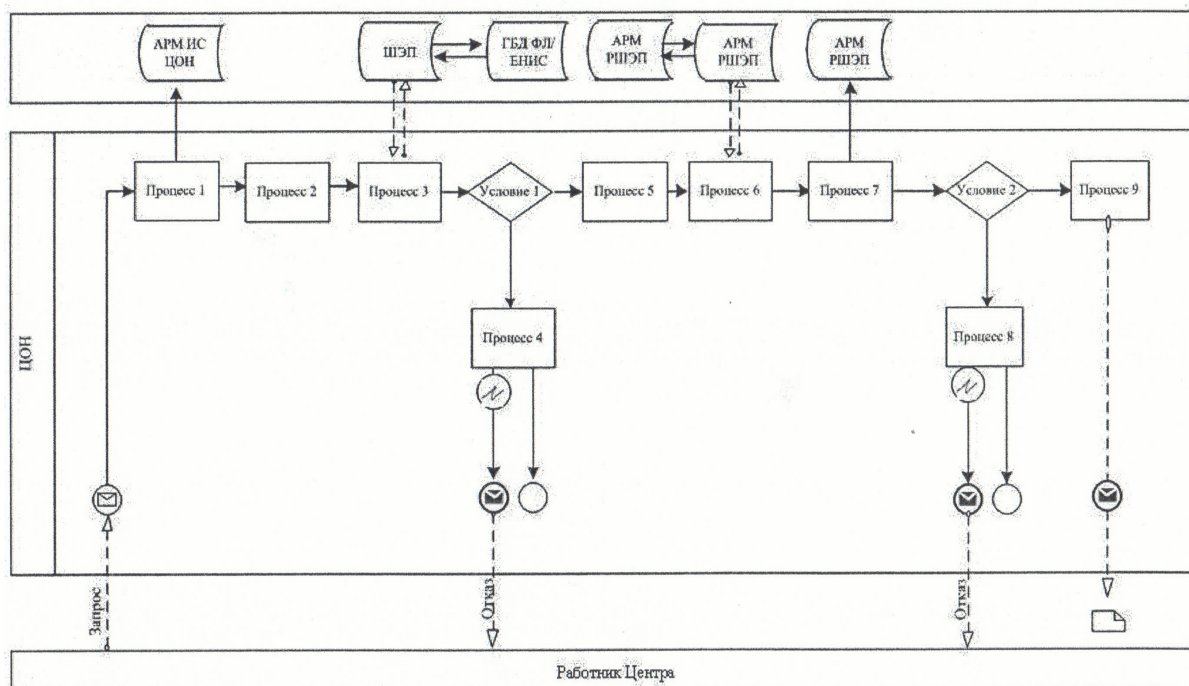 АРМ ИС
ЦОН
ШЭП
ГБД ФЛ/
ЕНИС
АРМ
РШЭП
АРМ
РШЭП
АРМ
РШЭП
ЦОН
Процесс 1
Процесс 2
Процесс 3
Условие 1
Процесс 5
Процесс 6
Процесс 7
Условие 2
Процесс 9
Процесс 4
Процесс 8
Запрос
Отказ
Отказ
Работник Центра